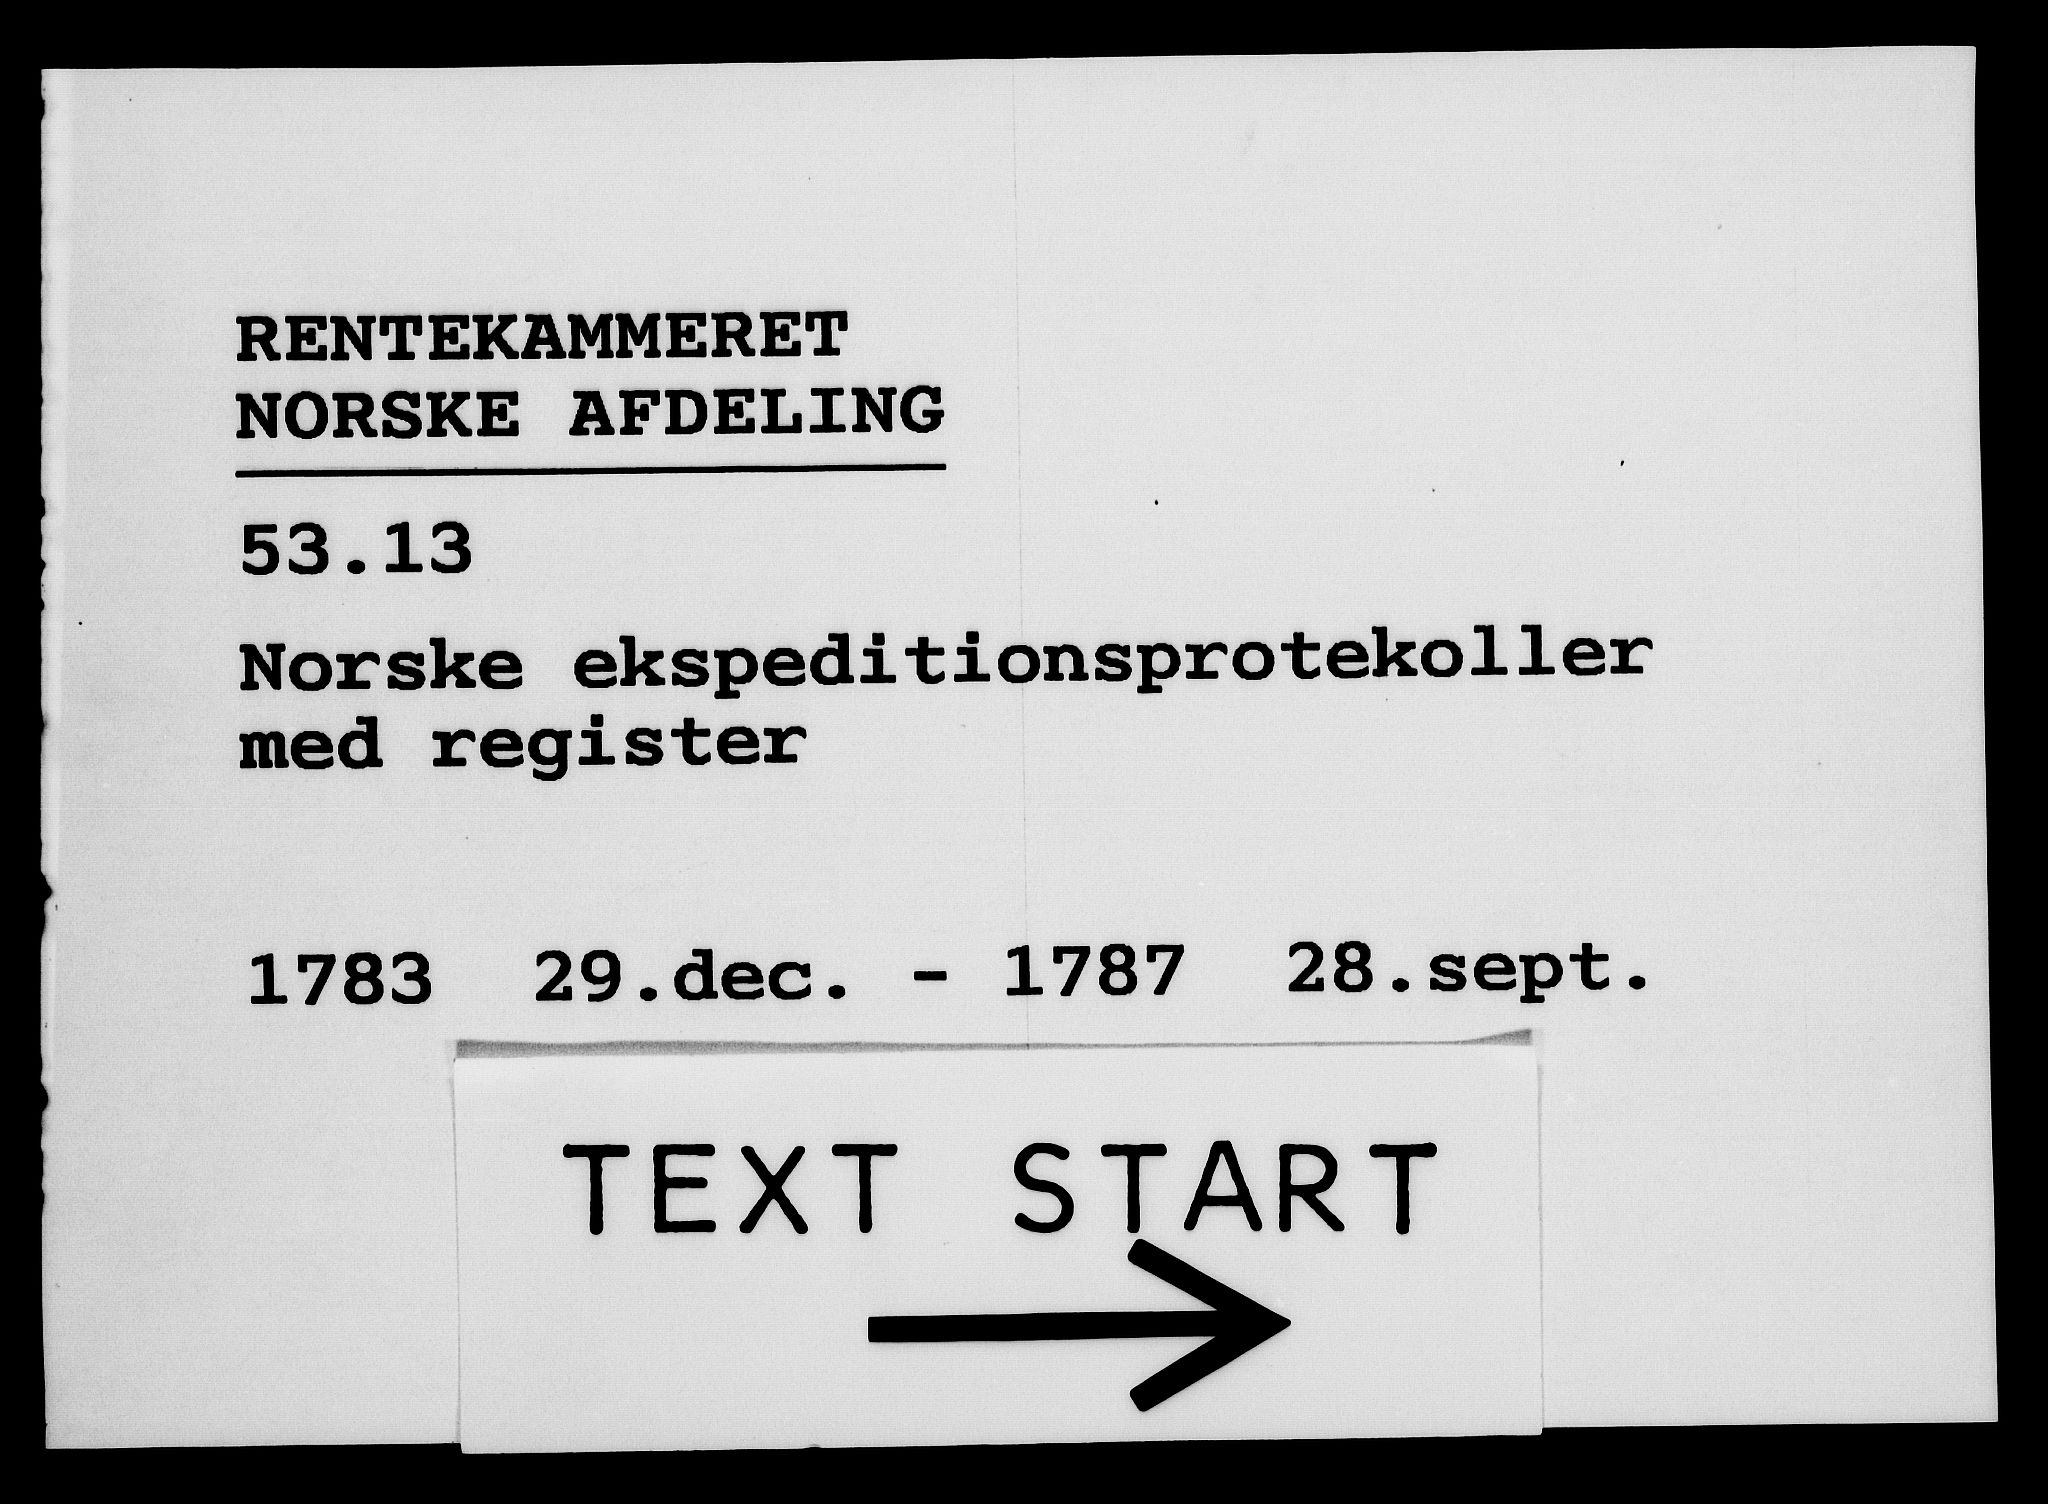 RENTEKAMMERET
NORSKE AFDELING
53.13
Norske ekspeditionsprotekoller
med register
1783 29.dec. - 1787 28.sept.
TEXT START